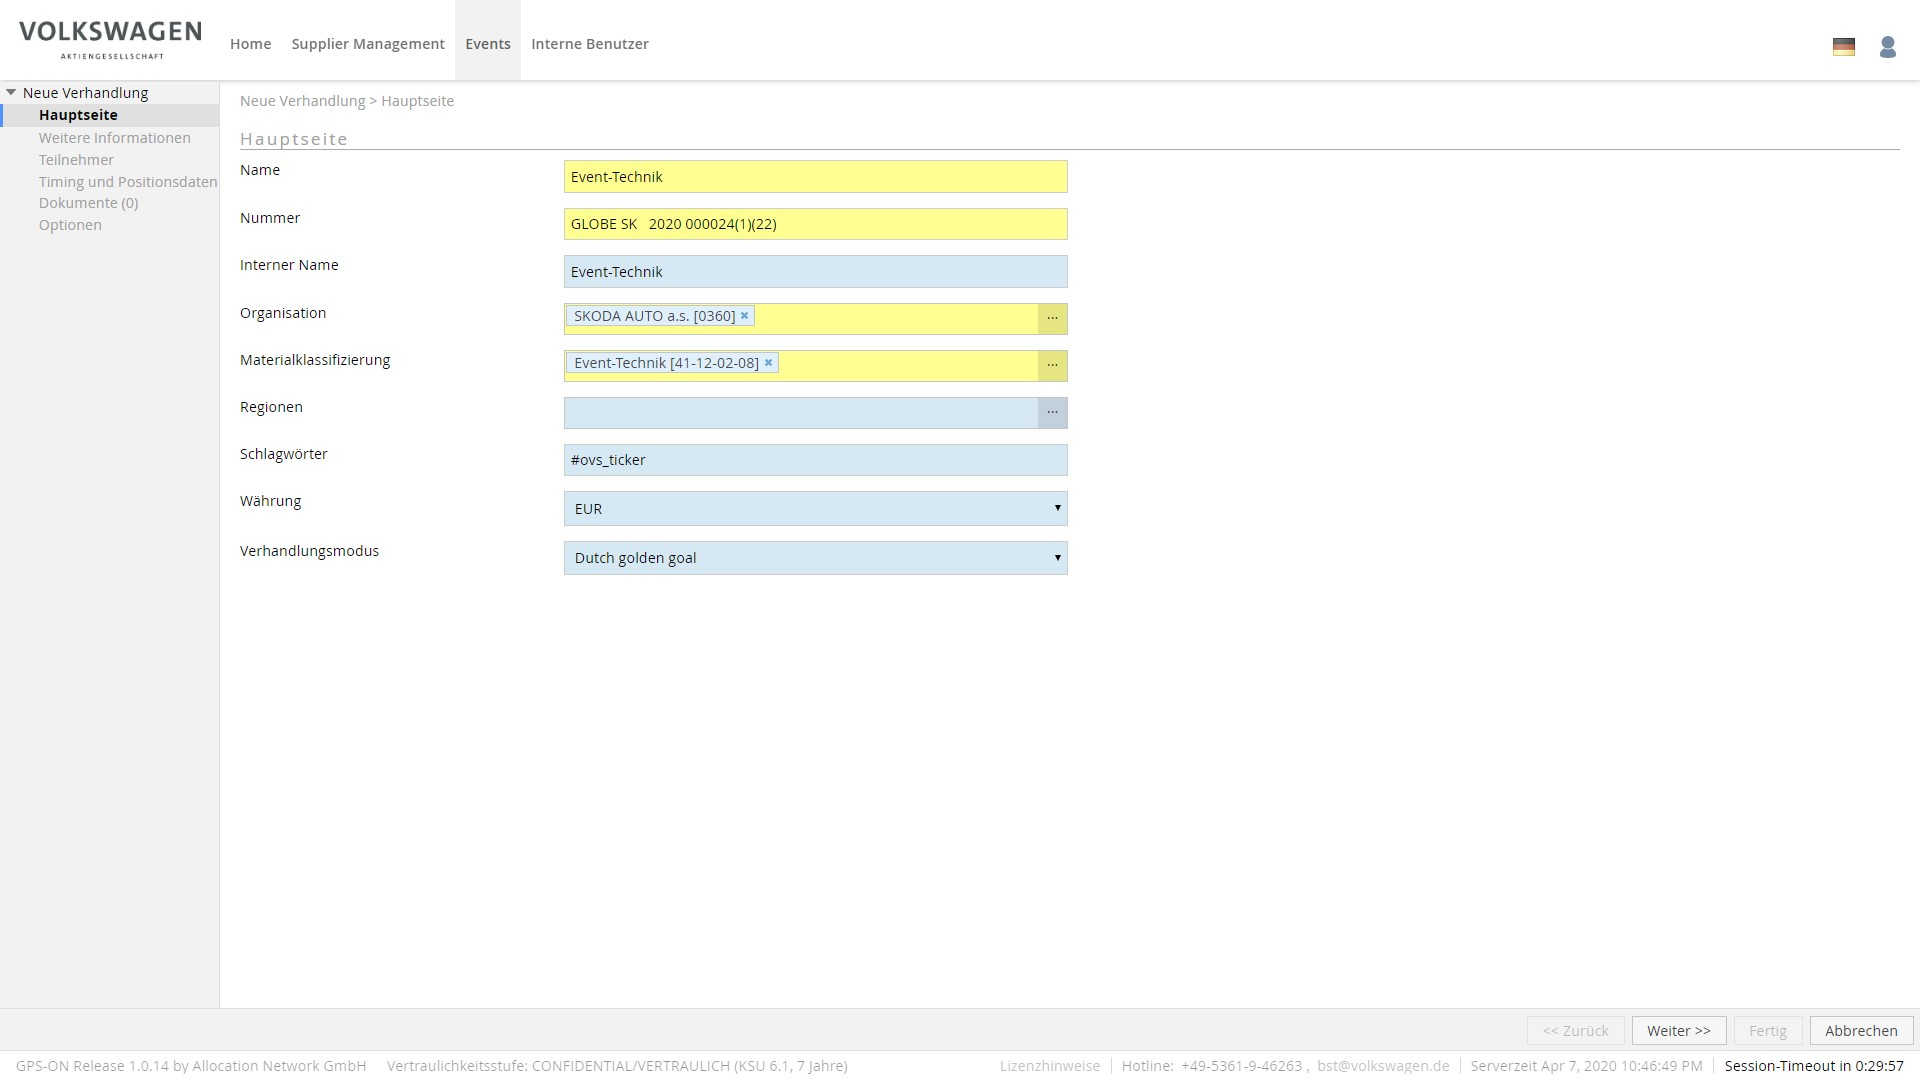 VOLKSWAGEN
AKTIENGESELLSCHAFT
Home
Supplier Management
Events
Interne Benutzer
Neue Verhandlung
Hauptseite
Weitere Informationen
Teilnehmer
Timing und Positionsdaten
Dokumente (0)
Optionen
Neue Verhandlung > Hauptseite
Hauptseite
Name
Event-Technik
Nummer
GLOBE SK   2020 000024(1)(22)
Interner Name
Event-Technik
Organisation
SKODA AUTO a.s. [0360]
...
Materialklassifizierung
Event-Technik [41-12-02-08]
...
Regionen
...
Schlagwörter
#ovs_ticker
Währung
EUR
Verhandlungsmodus
Dutch golden goal
<< Zurück
Weiter >>
Fertig
Abbrechen
GPS-ON Release 1.0.14 by Allocation Network GmbH
Vertraulichkeitsstufe: CONFIDENTIAL/VERTRAULICH (KSU 6.1, 7 Jahre)
Lizenzhinweise
Hotline: +49-5361-9-46263 , bst@volkswagen.de
Serverzeit Apr 7, 2020 10:46:49 PM
Session-Timeout in 0:29:57